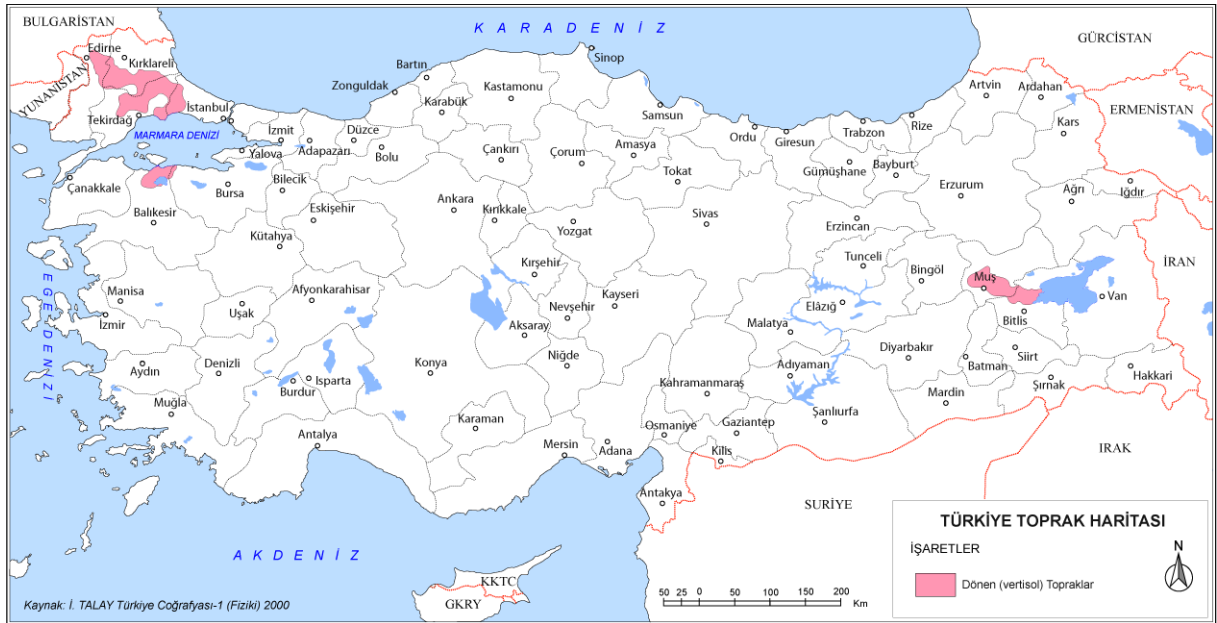 BULGARİSTAN
K A R A D E N İ Z
GÜRCİSTAN
Edirne
Kırklareli
Sinop
Bartın
Zonguldak
Kastamonu
Artvin
Ardahan
YUNANİSTAN
Karabük
ERMENİSTAN
İstanbul
Tekirdağ
Samsun
Rize
Trabzon
Ordu
Giresun
Kars
MARMARA DENİZİ
İzmit
Düzce
Adapazarı
Bolu
Yalova
Çankırı
Çorum
Amasya
Tokat
Gümüşhane
Bayburt
Erzurum
Çanakkale
Bursa
Bilecik
Ağrı
Iğdır
Balıkesir
Eskişehir
Ankara
Kırıkkale
Yozgat
Sivas
Erzincan
Kütahya
Tunceli
Bingöl
Muş
İRAN
EGE DENİZİ
Manisa
Afyonkarahisar
Kırşehir
Nevşehir
Kayseri
Elâzığ
Van
İzmir
Uşak
Aksaray
Malatya
Bitlis
Aydın
Denizli
Burdur
Isparta
Konya
Niğde
Adıyaman
Diyarbakır
Batman
Siirt
Şırnak
Hakkari
Kahramanmaraş
Mardin
Muğla
Karaman
Osmaniye
Gaziantep
Şanlıurfa
Antalya
Mersin
Adana
Kilis
IRAK
Antakya
SURİYE
TÜRKİYE TOPRAK HARİTASI
İŞARETLER
N
Dönen (vertisol) Topraklar
A K D E N İ Z
KKTC
GKRY
50 25 0 50 100 150 200
Km
Kaynak: İ. TALAY Türkiye Coğrafyası-1 (Fiziki) 2000